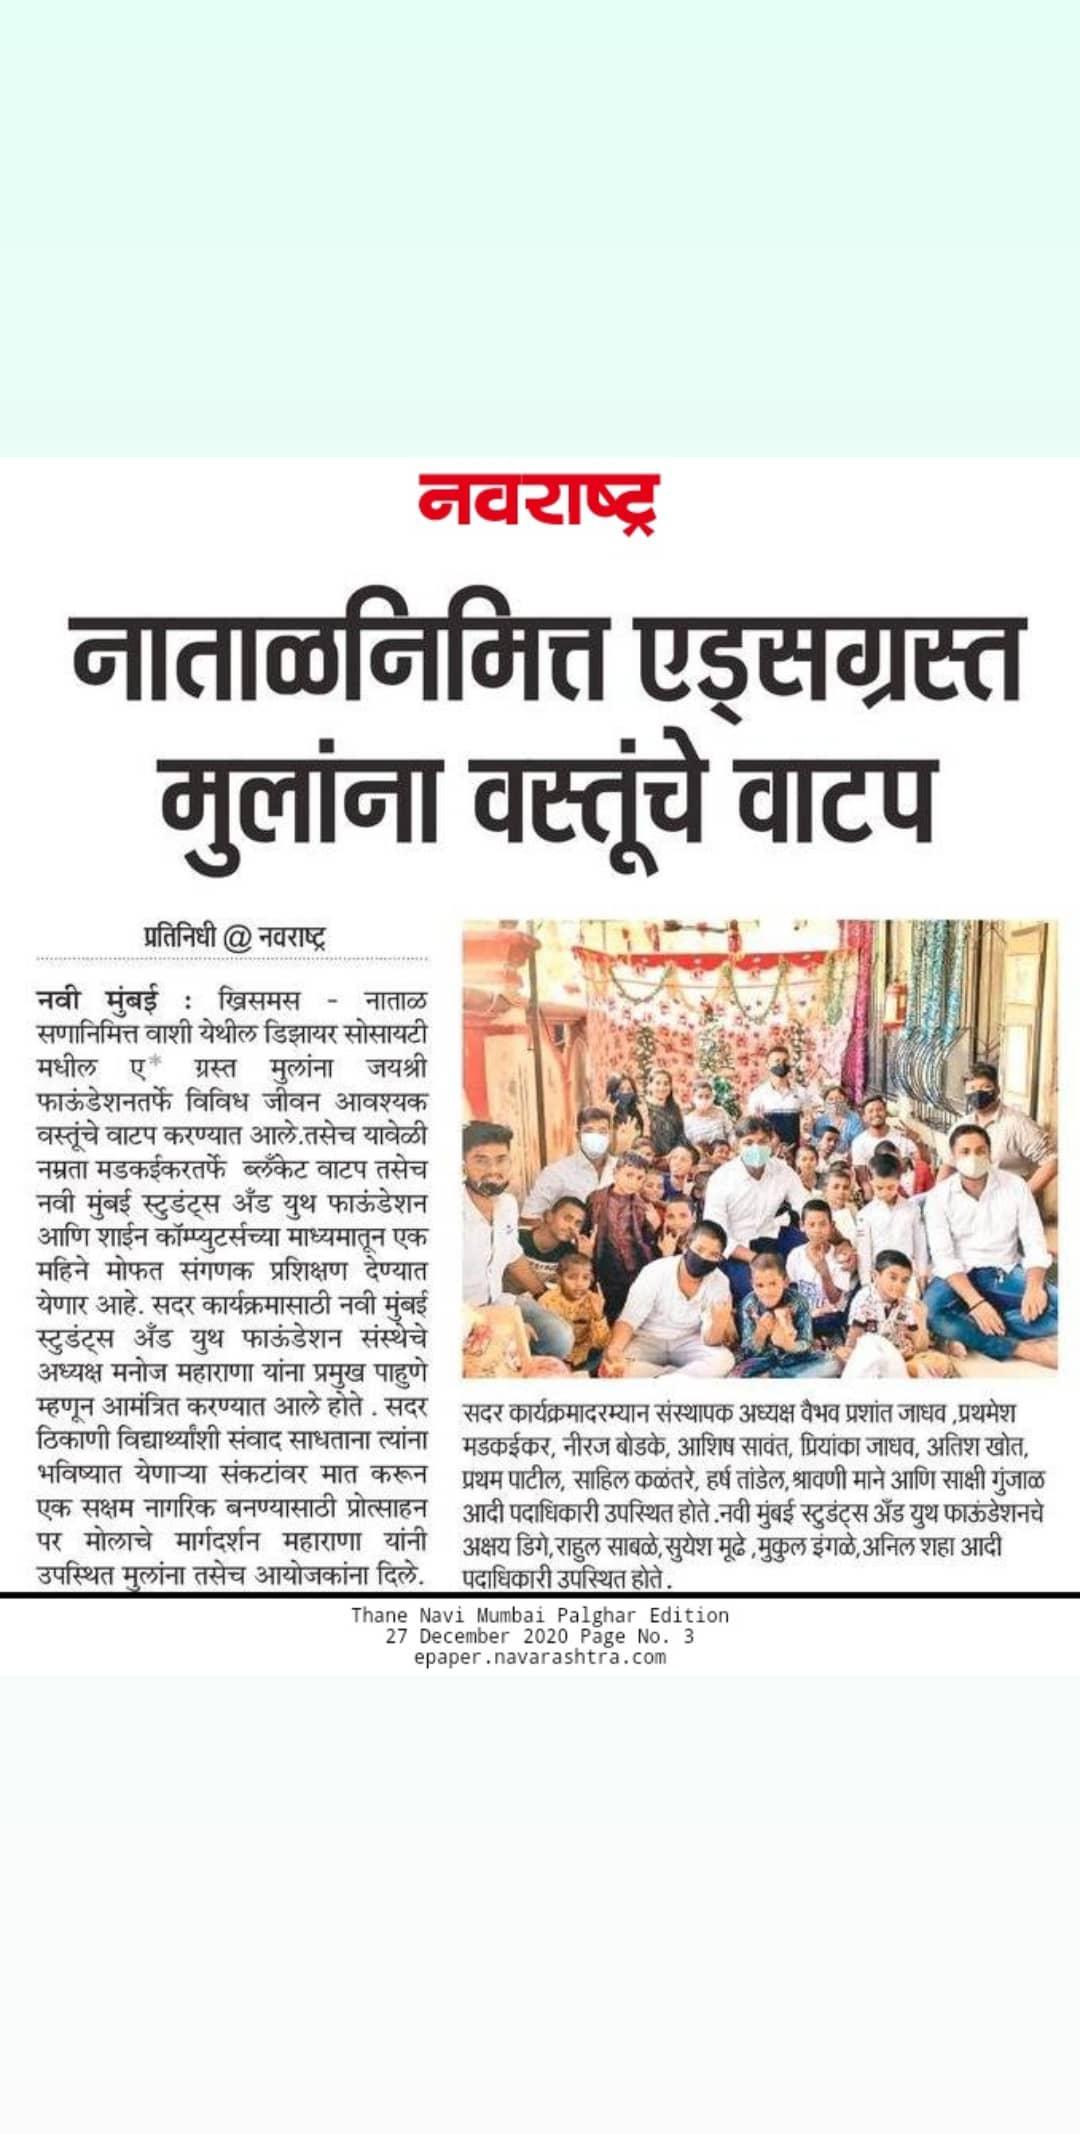 नवराष्ट्र
नाताळनिमित्त एड्सग्रस्त
मुलांना वस्तूंचे वाटप
प्रतिनिधी @ नवराष्ट्र
नवी मुंबई : ख्रिसमस - नाताळ
सणानिमित्त वाशी येथील डिझायर सोसायटी
मधील ए* ग्रस्त मुलांना जयश्री
फाऊंडेशनतर्फे विविध जीवन आवश्यक
वस्तूंचे वाटप करण्यात आले.तसेच यावेळी
नम्रता मडकईकरतर्फे ब्लँकेट वाटप तसेच
नवी मुंबई स्टुडंट्स अँड युथ फाऊंडेशन
आणि शाईन कॉम्प्युटर्सच्या माध्यमातून एक
महिने मोफत संगणक प्रशिक्षण देण्यात
येणार आहे. सदर कार्यक्रमासाठी नवी मुंबई
स्टुडंट्स अँड युथ फाऊंडेशन संस्थेचे
अध्यक्ष मनोज महाराणा यांना प्रमुख पाहुणे
म्हणून आमंत्रित करण्यात आले होते . सदर
ठिकाणी विद्यार्थ्यांशी संवाद साधताना त्यांना
भविष्यात येणाऱ्या संकटांवर मात करून
एक सक्षम नागरिक बनण्यासाठी प्रोत्साहन
पर मोलाचे मार्गदर्शन महाराणा यांनी
उपस्थित मुलांना तसेच आयोजकांना दिले.
सदर कार्यक्रमादरम्यान संस्थापक अध्यक्ष वैभव प्रशांत जाधव ,प्रथमेश
मडकईकर, नीरज बोडके, आशिष सावंत, प्रियांका जाधव, अतिश खोत,
प्रथम पाटील, साहिल कळंतरे, हर्ष तांडेल,श्रावणी माने आणि साक्षी गुंजाळ
आदी पदाधिकारी उपस्थित होते .नवी मुंबई स्टुडंट्स अँड युथ फाऊंडेशनचे
अक्षय डिगे,राहुल साबळे,सुयेश मूढे ,मुकुल इंगळे,अनिल शहा आदी
पदाधिकारी उपस्थित होते .
Thane Navi Mumbai Palghar Edition
27 December 2020 Page No. 3
epaper.navarashtra.com